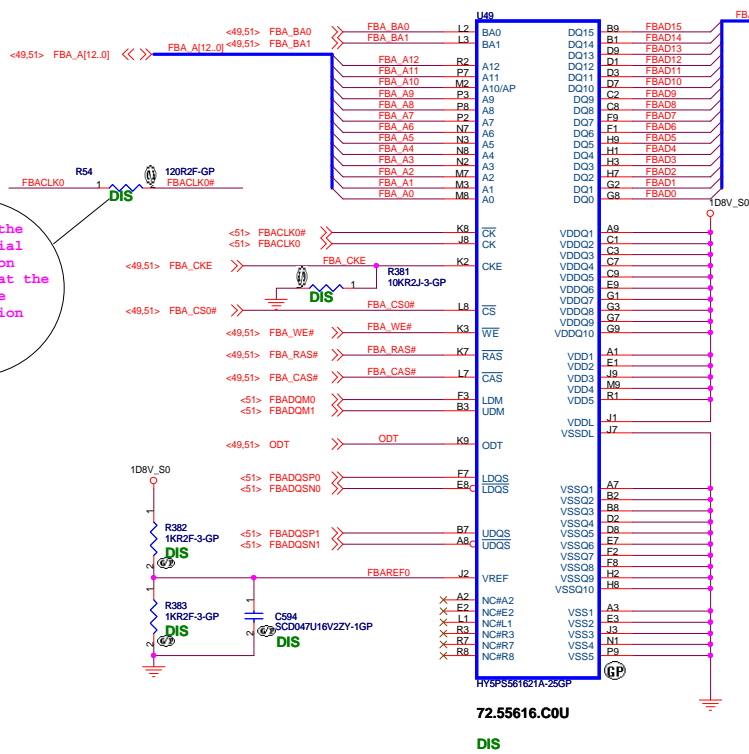 U49
FBA
<49,51> FBA_BA0 FBA_BA0 L2 BA0 DQ15 B9 FBAD15
<49,51> FBA_BA1 FBA_BA1 L3 BA1 DQ14 B1 FBAD14
DQ13 D9 FBAD13
<49,51> FBA_A[12..0] FBA_A[12..0]
FBA_A12 R2 A12 DQ12 D1 FBAD12
FBA_A11 P7 A11 DQ11 D3 FBAD11
FBA_A10 M2 A10/AP DQ10 D7 FBAD10
FBA_A9 P3 A9 DQ9 C2 FBAD9
FBA_A8 P8 A8 DQ8 C8 FBAD8
FBA_A7 P2 A7 DQ7 F9 FBAD7
FBA_A6 N7 A6 DQ6 F1 FBAD6
FBA_A5 N3 A5 DQ5 H9 FBAD5
FBA_A4 N8 A4 DQ4 H1 FBAD4
FBA_A3 N2 A3 DQ3 H3 FBAD3
FBA_A2 M7 A2 DQ2 H7 FBAD2
FBA_A1 M3 A1 DQ1 G2 FBAD1
FBA_A0 M8 A0 DQ0 G8 FBAD0
R54 120R2F-GP
FBACLK0 1 2 FBACLK0#
DIS
1D8V_S0
the
ial
on
at the
e
ion
<51> FBACLK0# K8 CK VDDQ1 A9
<51> FBACLK0 J8 CK VDDQ2 C1
VDDQ3 C3
VDDQ4 C7
<49,51> FBA_CKE FBA_CKE K2 CKE VDDQ5 C9
VDDQ6 E9
VDDQ7 G1
VDDQ8 G3
VDDQ9 G7
VDDQ10 G9
R381
10KR2J-3-GP
2 1
DIS
<49,51> FBA_CS0# FBA_CS0# L8 CS
<49,51> FBA_WE# FBA_WE# K3 WE
<49,51> FBA_RAS# FBA_RAS# K7 RAS VDD1 A1
VDD2 E1
<49,51> FBA_CAS# FBA_CAS# L7 CAS VDD3 J9
VDD4 M9
<51> FBADQM0 F3 LDM VDD5 R1
<51> FBADQM1 B3 UDM
VDDL J1
VSSDL J7
<49,51> ODT ODT K9 ODT
1D8V_S0
<51> FBADQSP0 F7 LDQS VSSQ1 A7
<51> FBADQSN0 E8 LDQS VSSQ2 B2
VSSQ3 B8
VSSQ4 D2
<51> FBADQSP1 B7 UDQS VSSQ5 D8
<51> FBADQSN1 A8 UDQS VSSQ6 E7
VSSQ7 F2
VSSQ8 F8
VSSQ9 H2
VSSQ10 H8
1
R382
1KR2F-3-GP
DIS
2 GP
FBAREF0 J2 VREF
1
R383
1KR2F-3-GP
DIS
2 GP
1
C594
SCD047U16V2ZY-1GP
2 GP
DIS
A2 NC#A2 VSS1 A3
E2 NC#E2 VSS2 E3
L1 NC#L1 VSS3 J3
R3 NC#R3 VSS4 N1
R7 NC#R7 VSS5 P9
R8 NC#R8
GP
HY5PS561621A-25GP
72.55616.C0U
DIS